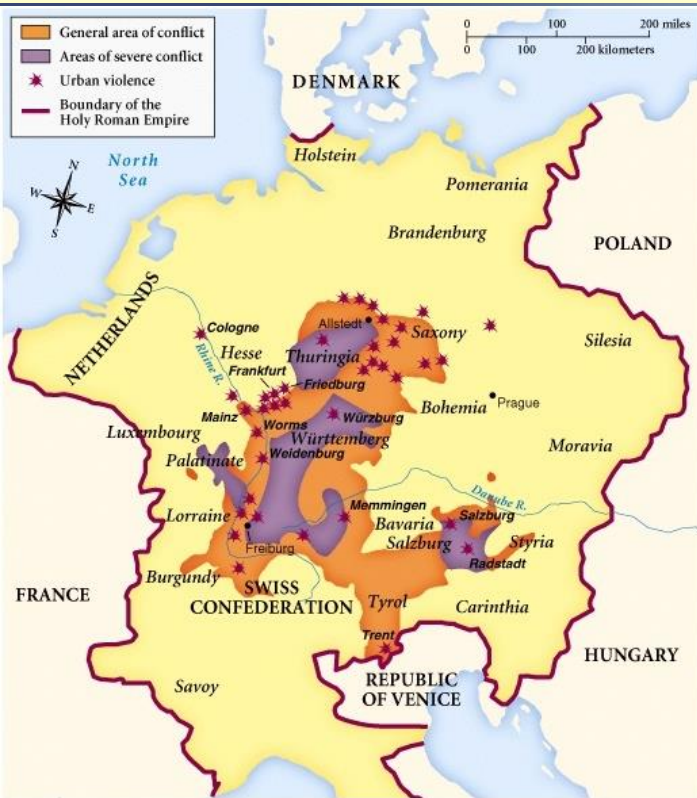 General area of conflict
Areas of severe conflict
Urban violence
Boundary of the
Holy Roman Empire
0 100 200 miles
0 100 200 kilometers
DENMARK
N
W
E
S
North
Sea
Holstein
Pomerania
Brandenburg
POLAND
NETHERLANDS
Cologne
Rhine R.
Hesse
Frankfurt
Allstedt
Thuringia
Saxony
Silesia
Friedburg
Mainz
Worms
Würzburg
Bohemia
Prague
Luxembourg
Württemberg
Weidenburg
Palatinate
Moravia
Danube R.
Lorraine
Memmingen
Bavaria
Salzburg
Salzburg
Styria
Freiburg
Radstadt
Burgundy
SWISS
CONFEDERATION
FRANCE
Tyrol
Carinthia
Trent
HUNGARY
REPUBLIC
OF VENICE
Savoy